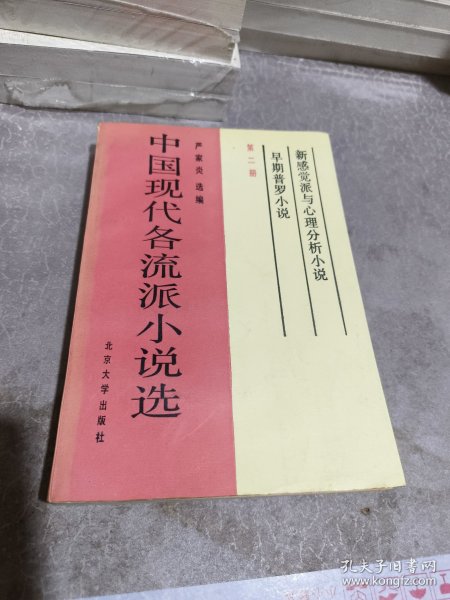 新感觉派与心理分析小说
早期普罗小说
第二册
严家炎 选编
中国现代各流派小说选
北京大学出版社
孔夫子旧书网
www.kongfz.com